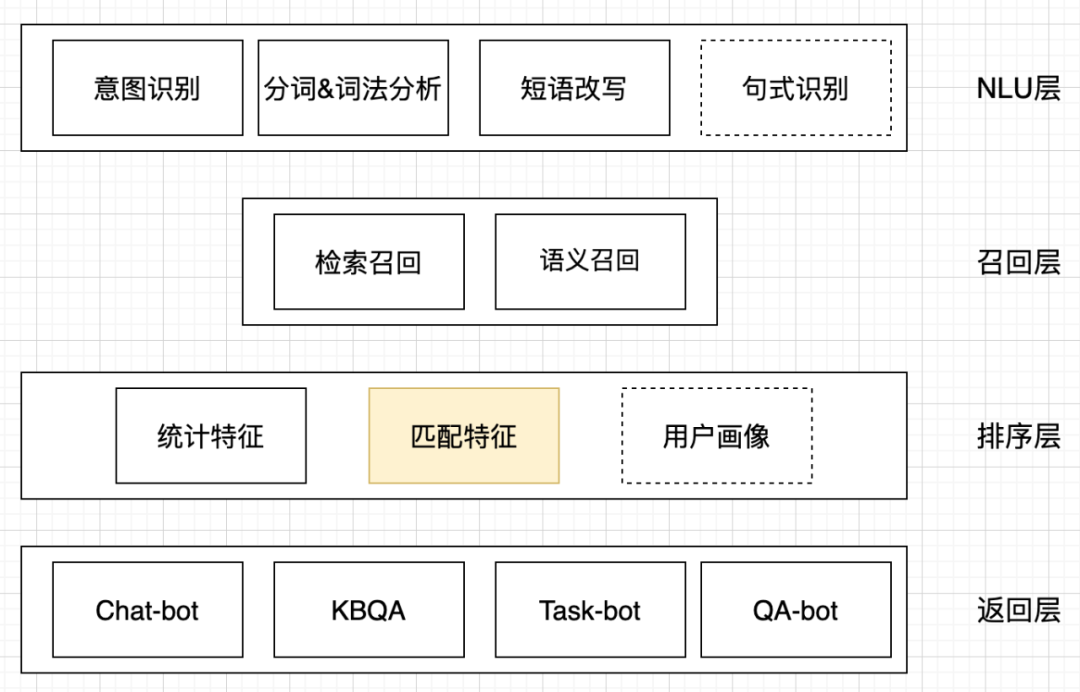 意图识别
分词&词法分析
短语改写
句式识别
NLU层
检索召回
语义召回
召回层
统计特征
匹配特征
用户画像
排序层
Chat-bot
KBQA
Task-bot
QA-bot
返回层